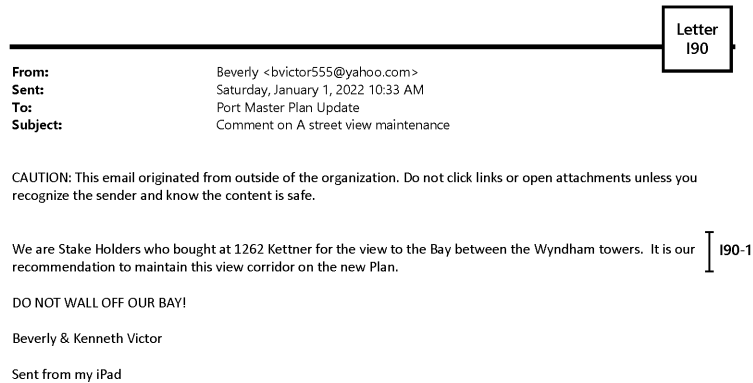 Letter
I90
From: Beverly <bvictor555@yahoo.com>
Sent: Saturday, January 1, 2022 10:33 AM
To: Port Master Plan Update
Subject: Comment on A street view maintenance
CAUTION: This email originated from outside of the organization. Do not click links or open attachments unless you
recognize the sender and know the content is safe.
We are Stake Holders who bought at 1262 Kettner for the view to the Bay between the Wyndham towers.  It is our
I90-1
recommendation to maintain this view corridor on the new Plan.
DO NOT WALL OFF OUR BAY!
Beverly & Kenneth Victor
Sent from my iPad